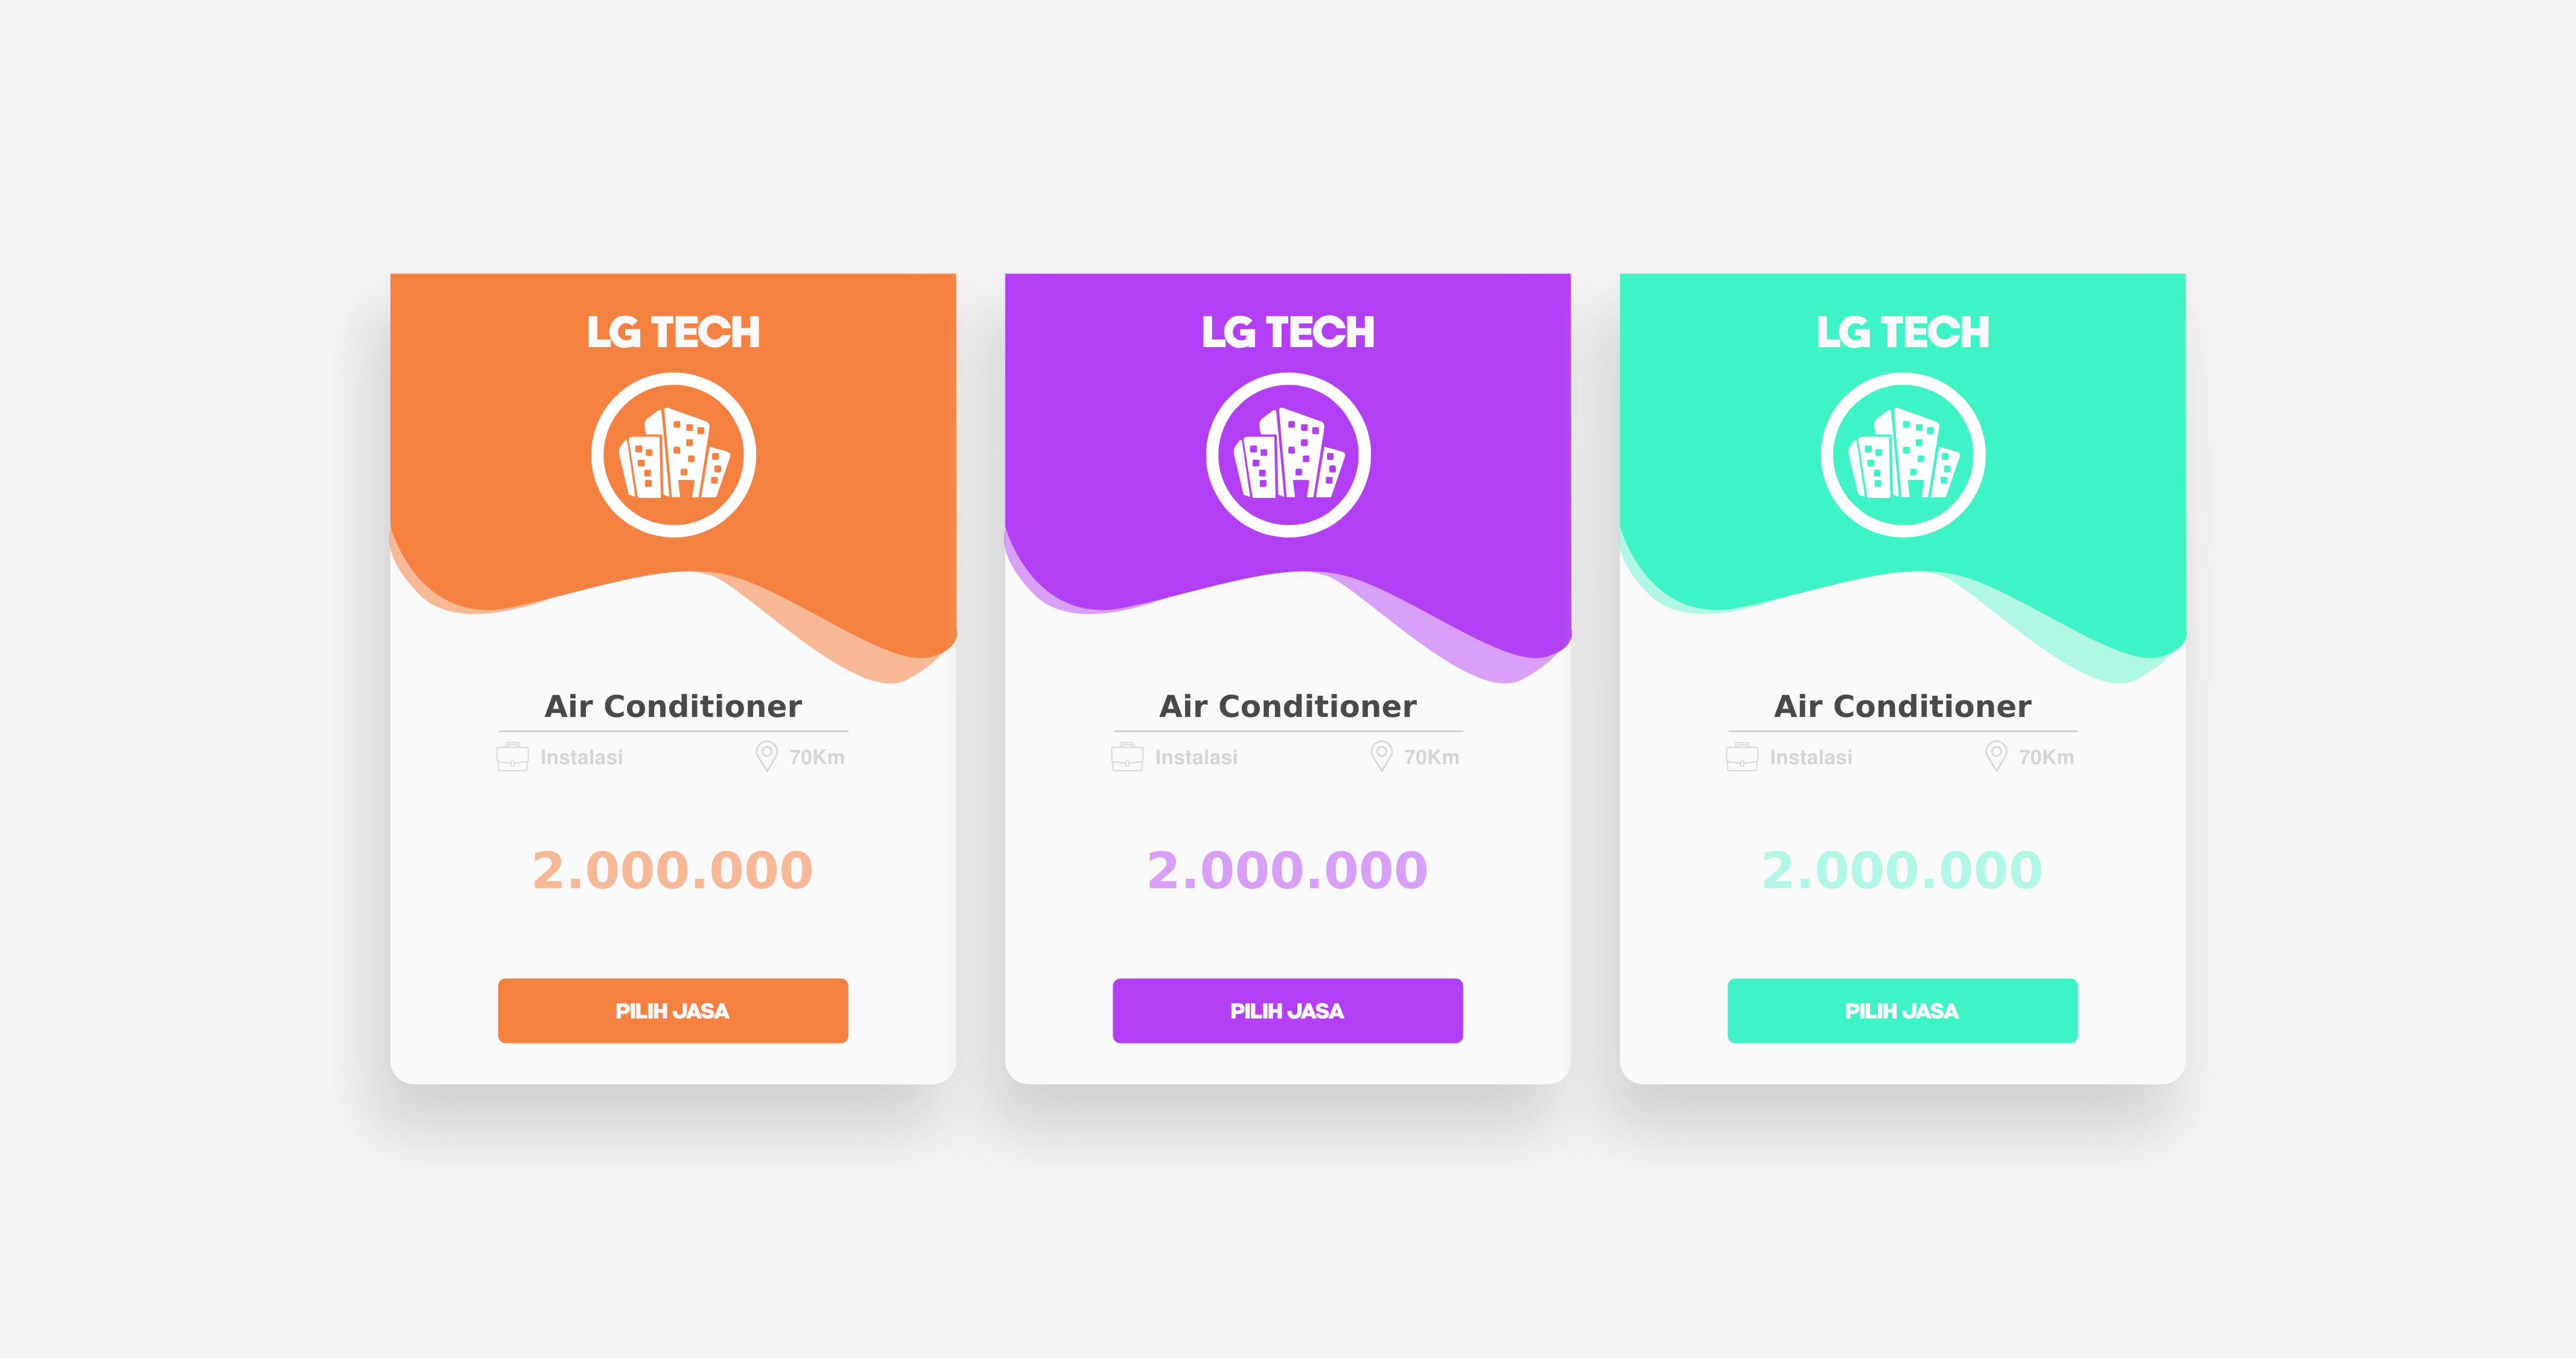 LG TECH
Air Conditioner
Instalasi 70Km
2.000.000
PILIH JASA
LG TECH
Air Conditioner
Instalasi 70Km
2.000.000
PILIH JASA
LG TECH
Air Conditioner
Instalasi 70Km
2.000.000
PILIH JASA